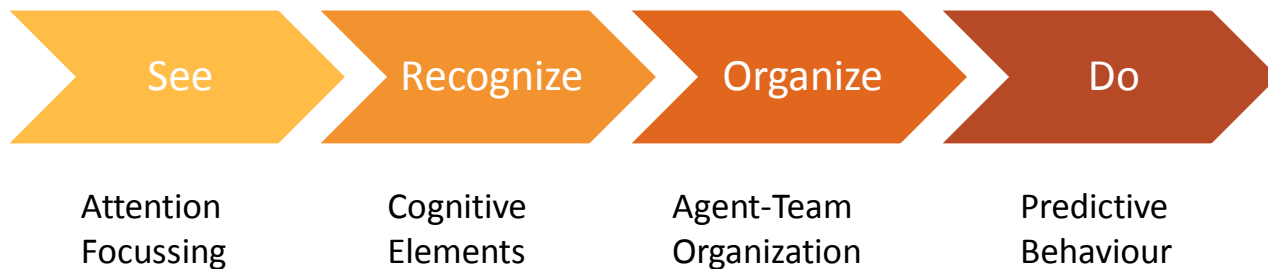 See
Recognize
Organize
Do
Attention
Focussing
Cognitive
Elements
Agent-Team
Organization
Predictive
Behaviour